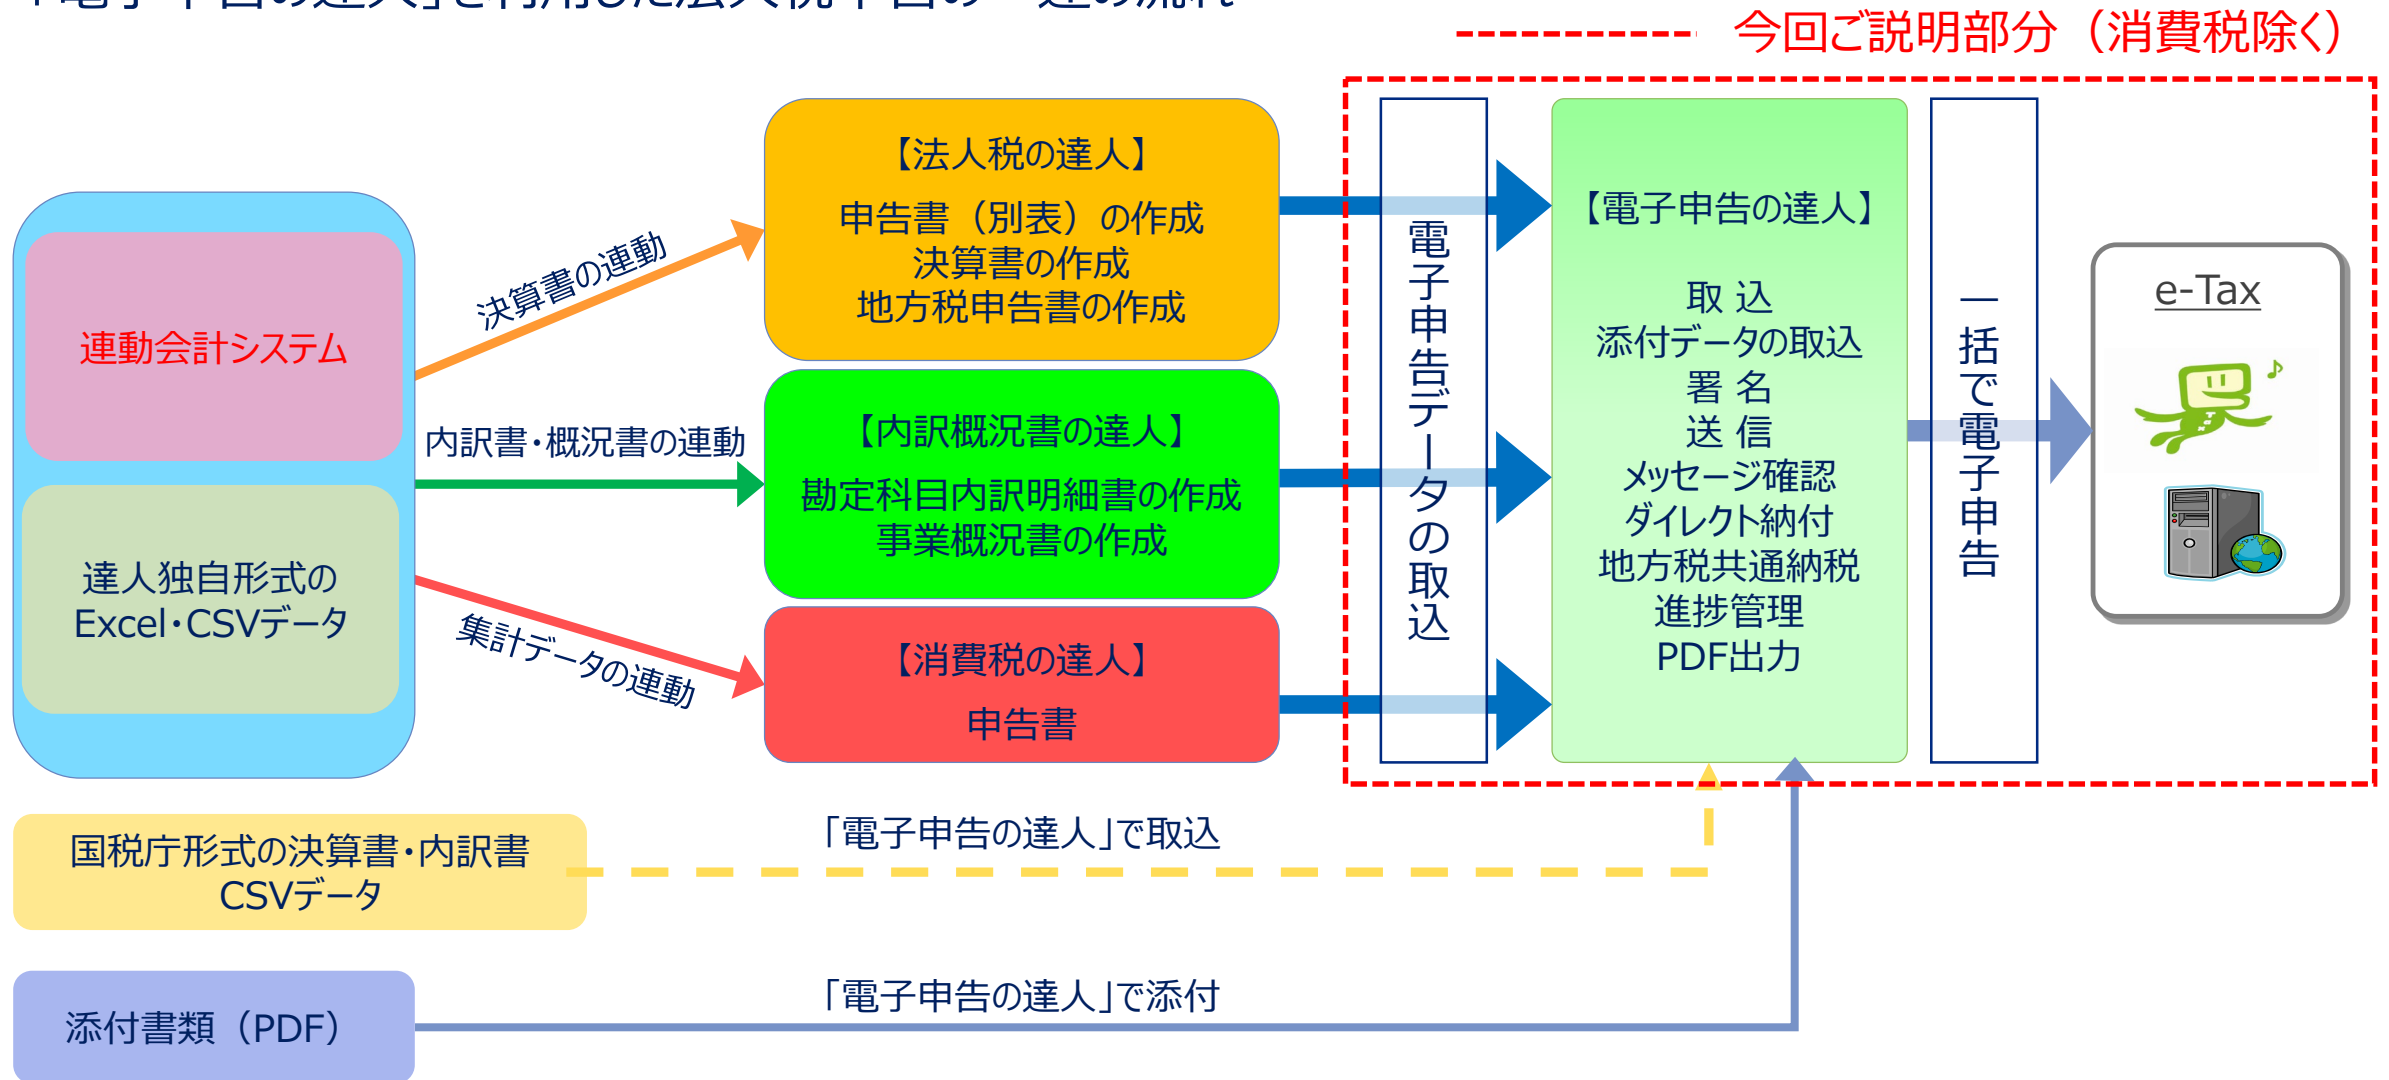 今回ご説明部分（消費税除く）
連動会計システム
達人独自形式の
Excel・CSVデータ
決算書の連動
内訳書・概況書の連動
集計データの連動
【法人税の達人】
申告書（別表）の作成
決算書の作成
地方税申告書の作成
【内訳概況書の達人】
勘定科目内訳明細書の作成
事業概況書の作成
【消費税の達人】
申告書
電子申告データの取込
【電子申告の達人】
取 込
添付データの取込
署 名
送 信
メッセージ確認
ダイレクト納付
地方税共通納税
進捗管理
PDF出力
一括で電子申告
e-Tax
国税庁形式の決算書・内訳書
CSVデータ
「電子申告の達人」で取込
添付書類（PDF）
「電子申告の達人」で添付